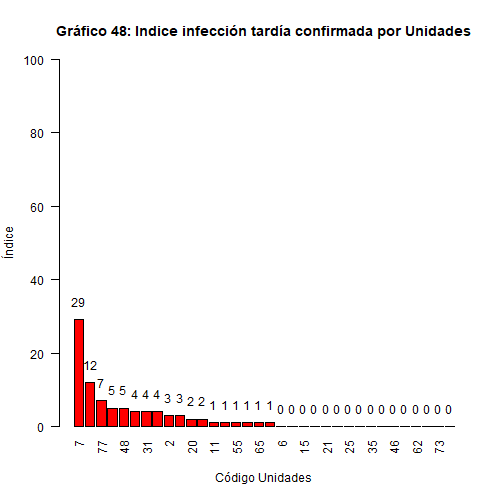 Gráfico 48: Indice infección tardía confirmada por Unidades
100
80
60
40
20
0
Índice
29
12
7
5 5
4 4 4
3 3
2 2
1 1 1 1 1 1
0 0 0 0 0 0 0 0 0 0 0 0 0 0 0 0
7 77 48 31 2 20 11 55 65 6 15 21 25 35 46 62 73
Código Unidades